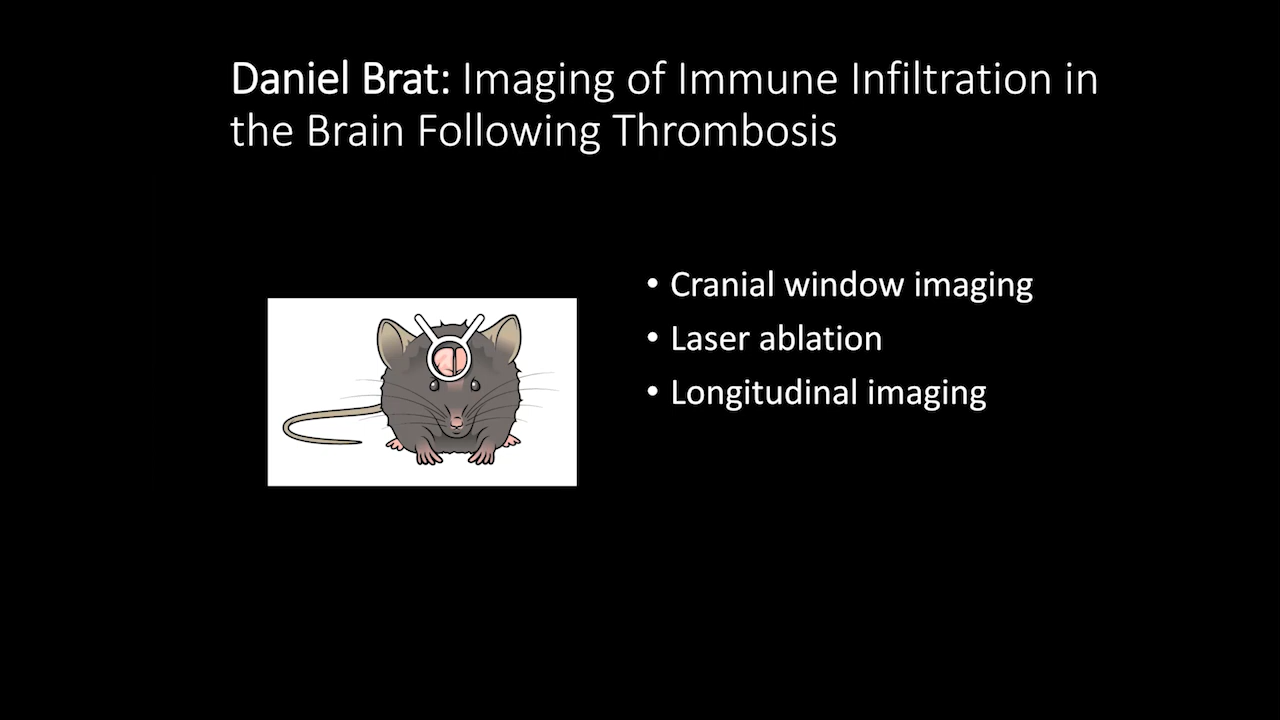 Daniel Brat: Imaging of Immune Infiltration in
the Brain Following Thrombosis
• Cranial window imaging
• Laser ablation
• Longitudinal imaging